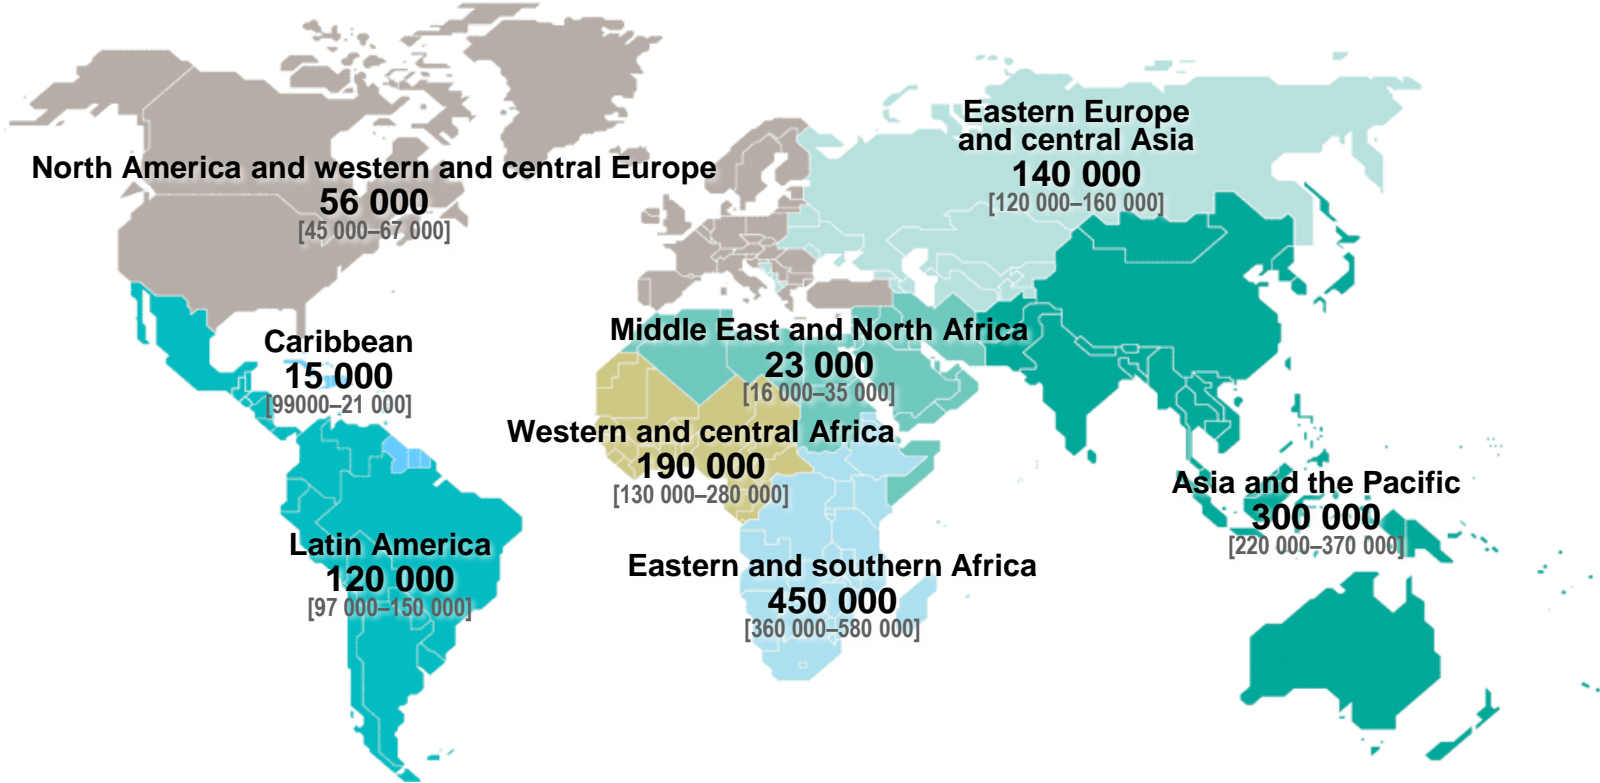 Eastern Europe
and central Asia
140 000
[120 000–160 000]
North America and western and central Europe
56 000
[45 000–67 000]
Middle East and North Africa
23 000
[16 000–35 000]
Caribbean
15 000
[99000–21 000]
Western and central Africa
190 000
[130 000–280 000]
Asia and the Pacific
300 000
[220 000–370 000]
Latin America
120 000
[97 000–150 000]
Eastern and southern Africa
450 000
[360 000–580 000]